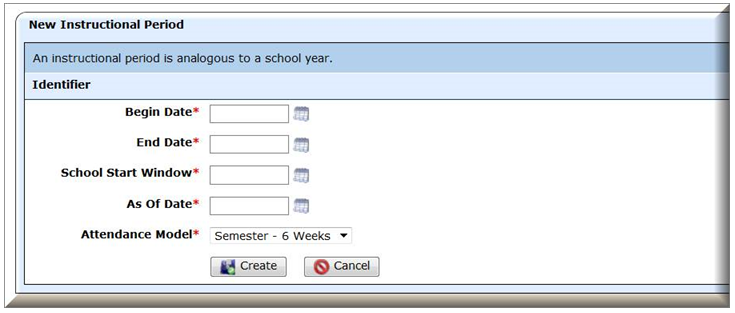 New Instructional Period
An instructional period is analogous to a school year.
Identifier
Begin Date*
End Date*
School Start Window*
As Of Date*
Attendance Model* Semester - 6 Weeks
Create Cancel